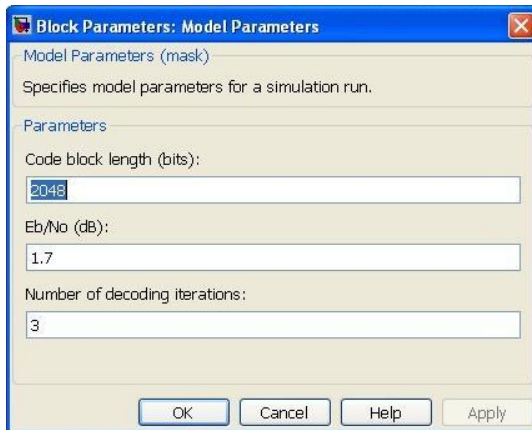 Block Parameters: Model Parameters
Model Parameters (mask)
Specifies model parameters for a simulation run.
Parameters
Code block length (bits):
2048
Eb/No (dB):
1.7
Number of decoding iterations:
3
OK Cancel Help Apply